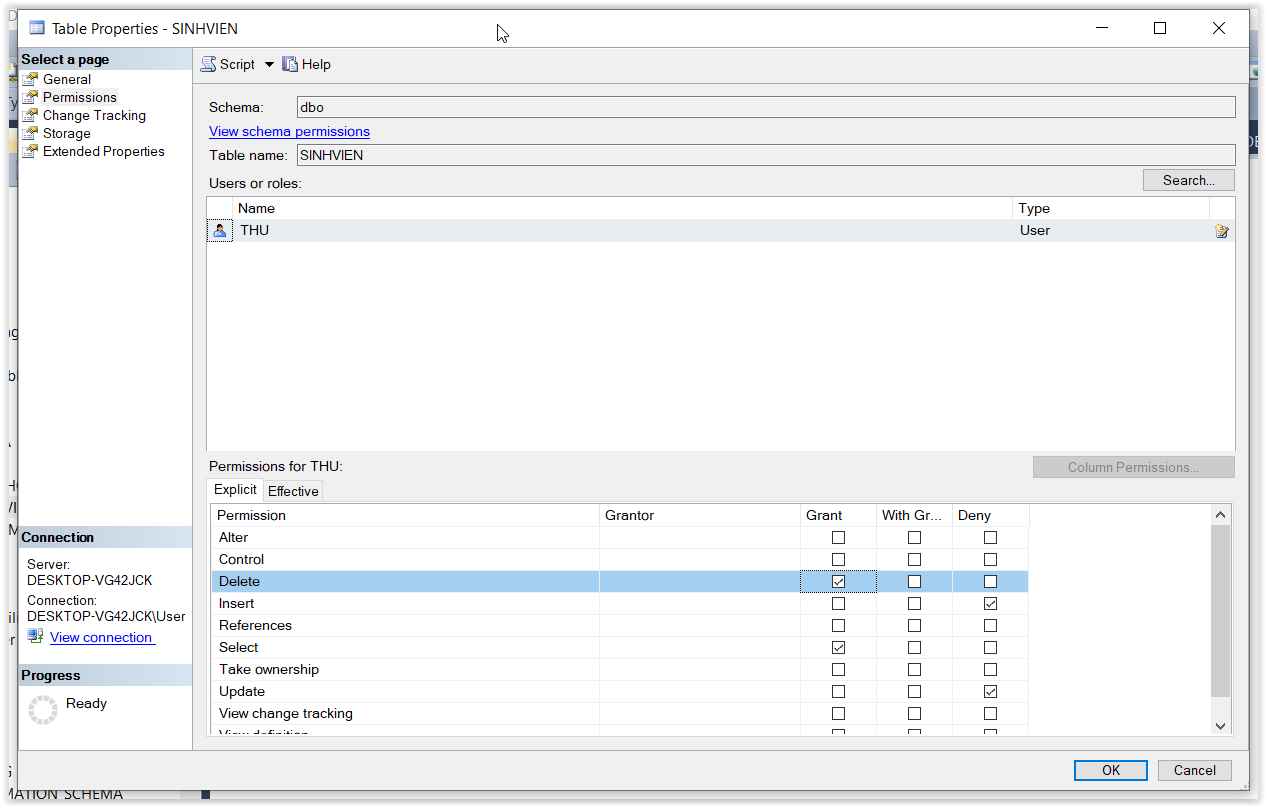 Table Properties - SINHVIEN
Select a page
General
Permissions
Change Tracking
Storage
Extended Properties
Script Help
Schema: dbo
View schema permissions
Table name: SINHVIEN
Users or roles: Search...
Name Type
THU User
Permissions for THU: Column Permissions...
Explicit Effective
Permission Grantor Grant With Gr... Deny
Alter
Control
Delete
Insert
References
Select
Take ownership
Update
View change tracking
View definition
Connection
Server:
DESKTOP-VG42JCK
Connection:
DESKTOP-VG42JCK\User
View connection
Progress
Ready
OK Cancel
MATION_SCHEMA